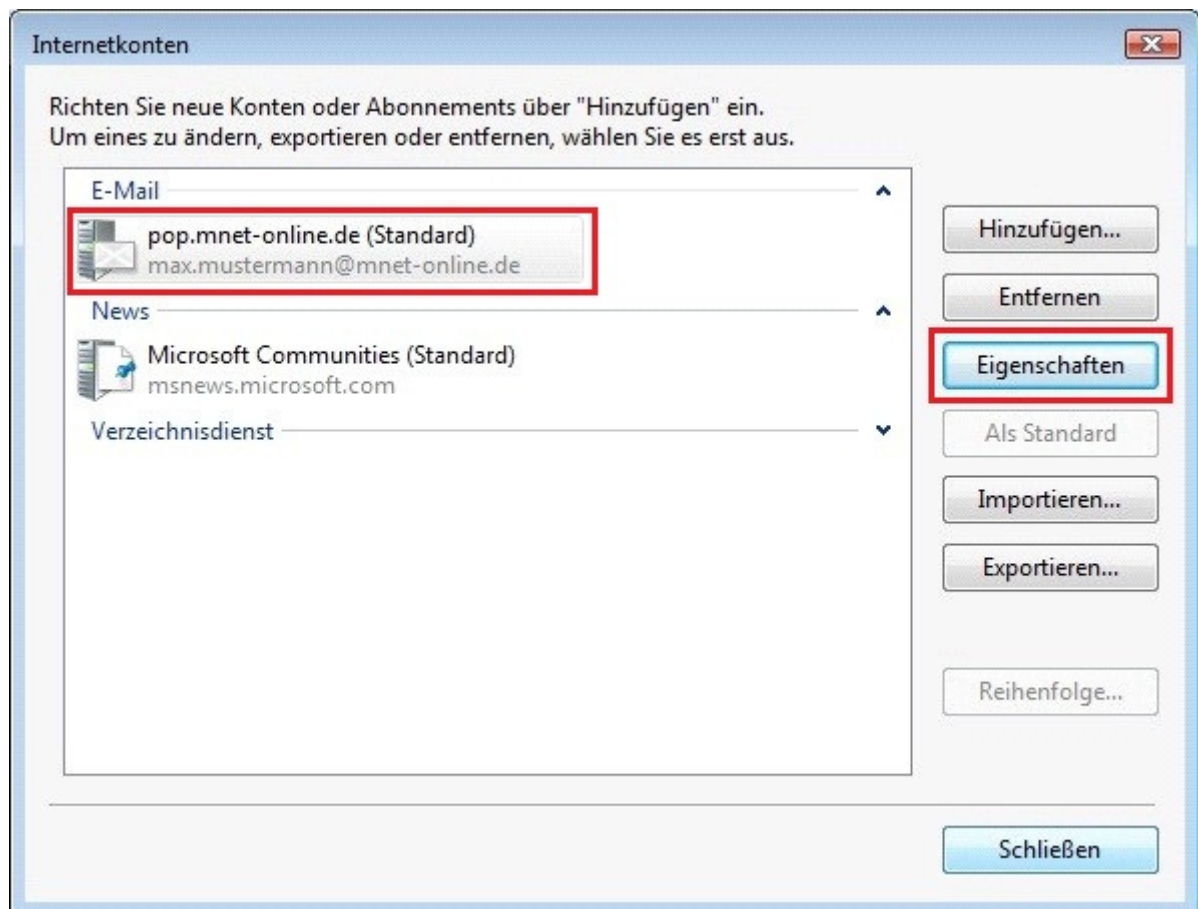 Internetkonten
Richten Sie neue Konten oder Abonnements über "Hinzufügen" ein.
Um eines zu ändern, exportieren oder entfernen, wählen Sie es erst aus.
E-Mail
pop.mnet-online.de (Standard)
max.mustermann@mnet-online.de
News
Microsoft Communities (Standard)
msnews.microsoft.com
Verzeichnisdienst
Hinzufügen...
Entfernen
Eigenschaften
Als Standard
Importieren...
Exportieren...
Reihenfolge...
Schließen